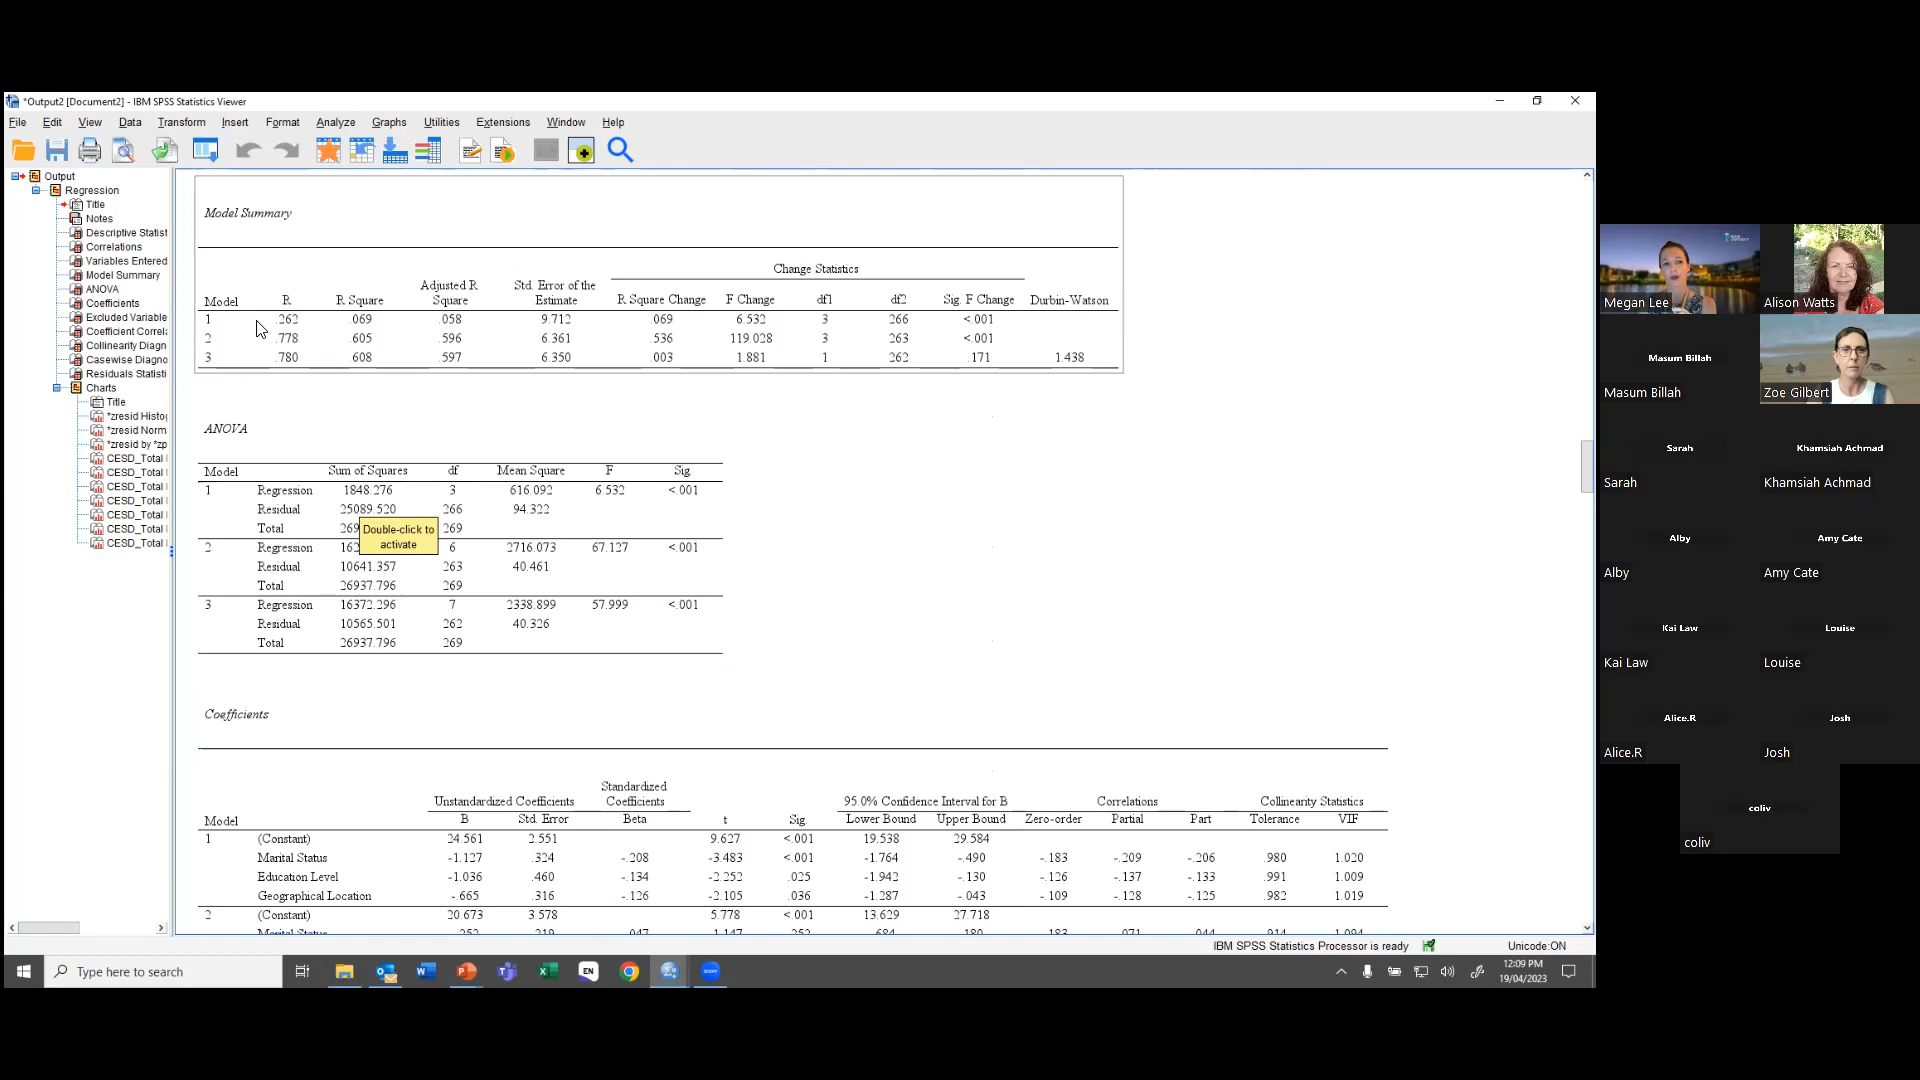 *Output2 [Document2] - IBM SPSS Statistics Viewer
File Edit View Data Transform Insert Format Analyze Graphs Utilities Extensions Window Help
Output
Regression
Title
Notes
Descriptive Statist
Correlations
Variables Entered
Model Summary
ANOVA
Coefficients
Excluded Variable
Coefficient Correl
Collinearity Diagn
Casewise Diagno
Residuals Statisti
Charts
Title
*zresid Histo
*zresid Norm
*zresid by *zp
CESD_Total
CESD_Total
CESD_Total
CESD_Total
CESD_Total
CESD_Total
CESD_Total
Model Summary
Change Statistics
Model R R Square Adjusted R Square Std. Error of the Estimate R Square Change F Change df1 df2 Sig. F Change Durbin-Watson
1 .262 .069 .058 9.712 .069 6.532 3 266 <.001
2 .778 .605 .596 6.361 .536 119.028 3 263 <.001
3 .780 .608 .597 6.350 .003 1.881 1 262 .171 1.438
ANOVA
Model Sum of Squares df Mean Square F Sig.
1 Regression 1848.276 3 616.092 6.532 <.001
Residual 25089.520 266 94.322
Total 269 269
2 Regression 162 6 2716.073 67.127 <.001
Residual 10641.357 263 40.461
Total 26937.796 269
3 Regression 16372.296 7 2338.899 57.999 <.001
Residual 10565.501 262 40.326
Total 26937.796 269
Double-click to
activate
Coefficients
Unstandardized Coefficients Standardized Coefficients 95.0% Confidence Interval for B Correlations Collinearity Statistics
Model B Std. Error Beta t Sig. Lower Bound Upper Bound Zero-order Partial Part Tolerance VIF
1 (Constant) 24.561 2.551 9.627 <.001 19.538 29.584
Marital Status -1.127 .324 -.208 -3.483 <.001 -1.764 -.490 -.183 -.209 -.206 .980 1.020
Education Level -1.036 .460 -.134 -2.252 .025 -1.942 -.130 -.126 -.137 -.133 .991 1.009
Geographical Location -.665 .316 -.126 -2.105 .036 -1.287 -.043 -.109 -.128 -.125 .982 1.019
2 (Constant) 20.673 3.578 5.778 <.001 13.629 27.718
IBM SPSS Statistics Processor is ready Unicode:ON
Type here to search
EN
zoom
12:09 PM
19/04/2023
Megan Lee
Alison Watts
Masum Billah
Masum Billah
Zoe Gilbert
Sarah
Khamsiah Achmad
Sarah
Khamsiah Achmad
Alby
Amy Cate
Alby
Amy Cate
Kai Law
Louise
Kai Law
Louise
Alice.R
Josh
Alice.R
Josh
coliv
coliv